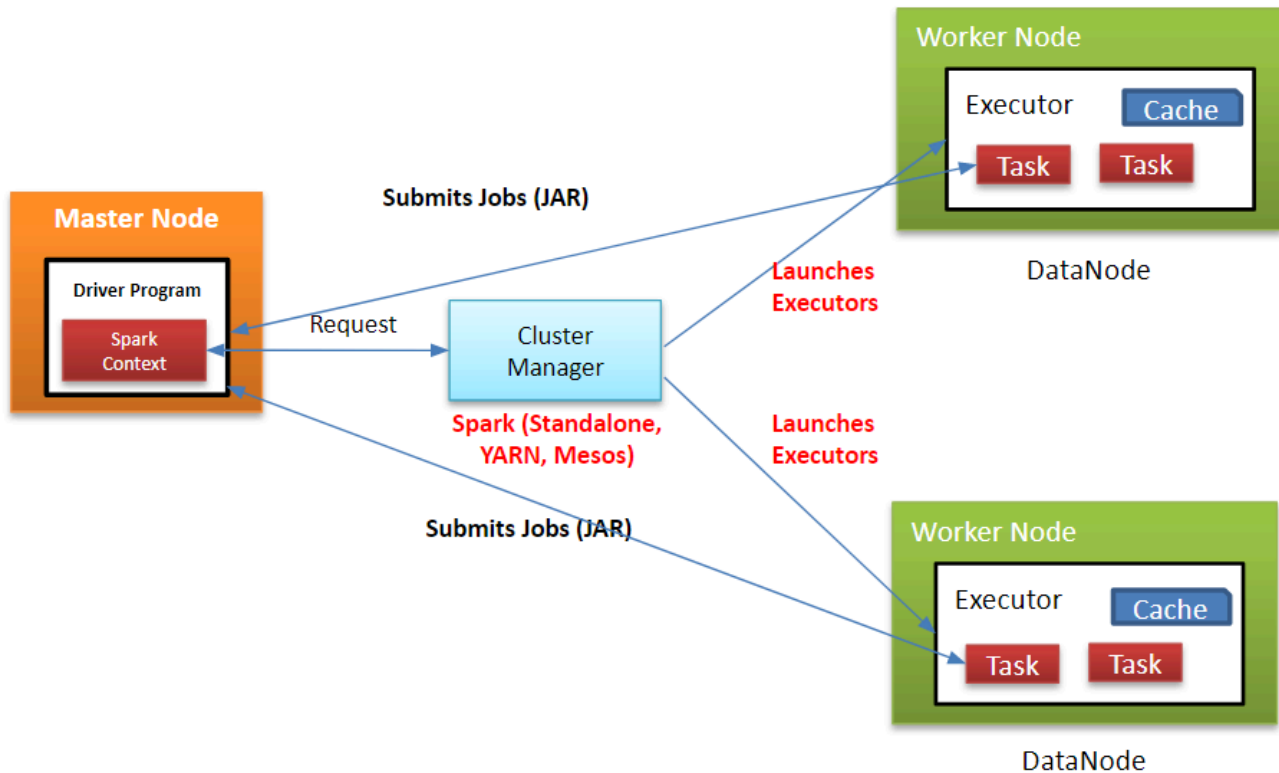 Master Node
Driver Program
Spark
Context
Submits Jobs (JAR)
Request
Cluster
Manager
Spark (Standalone,
YARN, Mesos)
Launches
Executors
Launches
Executors
Submits Jobs (JAR)
Worker Node
Executor
Cache
Task
Task
DataNode
Worker Node
Executor
Cache
Task
Task
DataNode